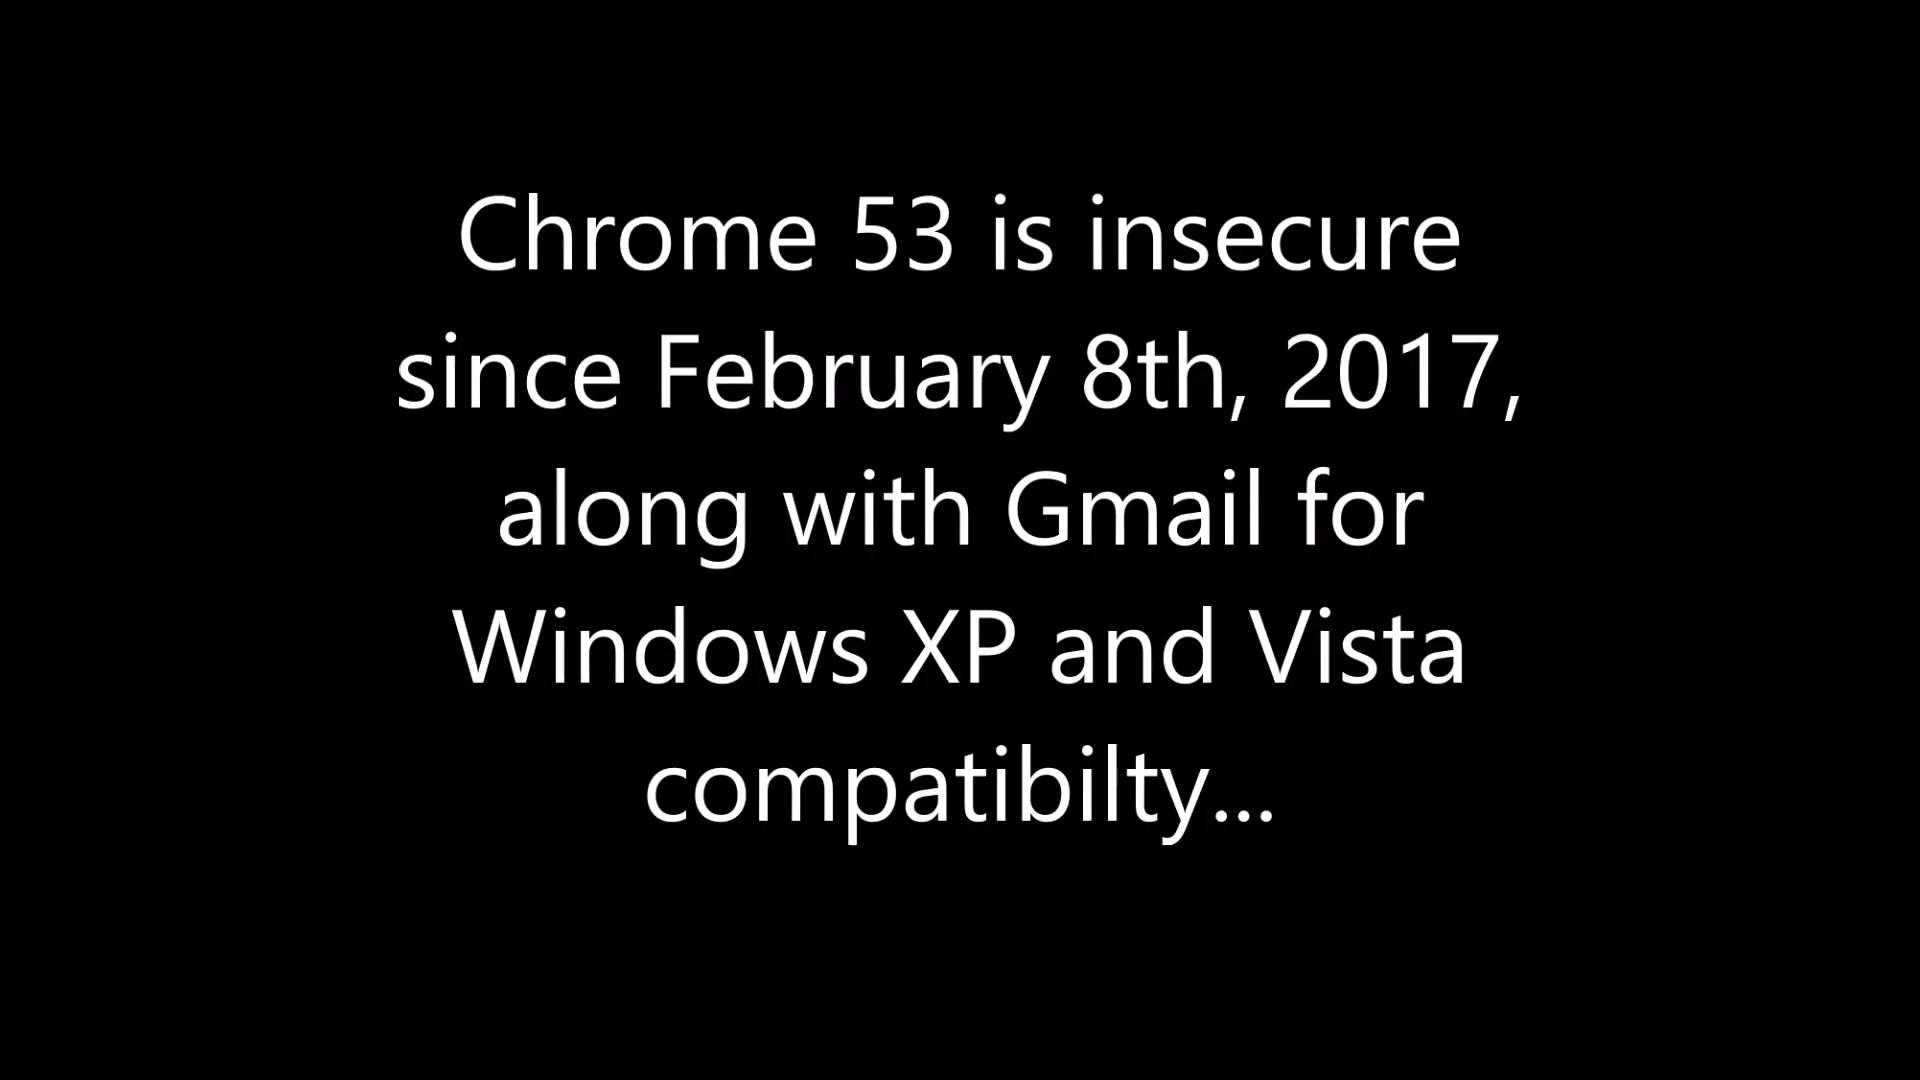 Chrome 53 is insecure
since February 8th, 2017,
along with Gmail for
Windows XP and Vista
compatibilty...